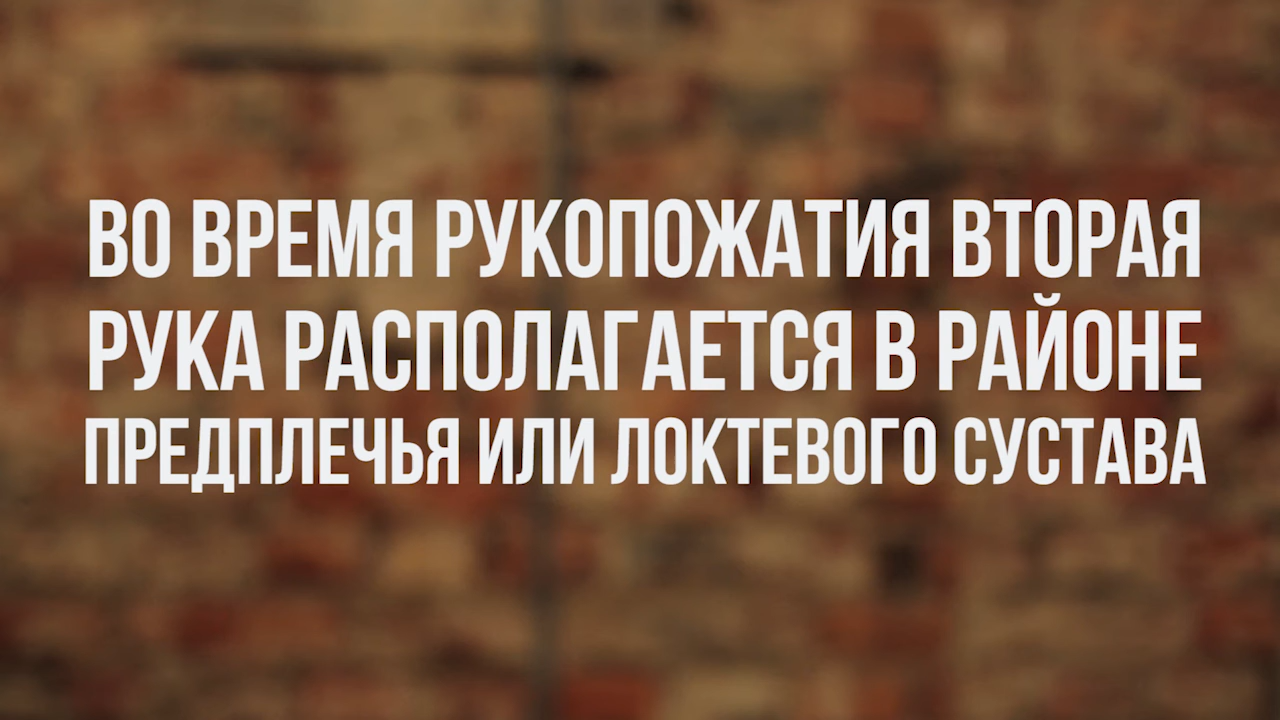 ВО ВРЕМЯ РУКОПОЖАТИЯ ВТОРАЯ
РУКА РАСПОЛАГАЕТСЯ В РАЙОНЕ
ПРЕДПЛЕЧЬЯ ИЛИ ЛОКТЕВОГО СУСТАВА